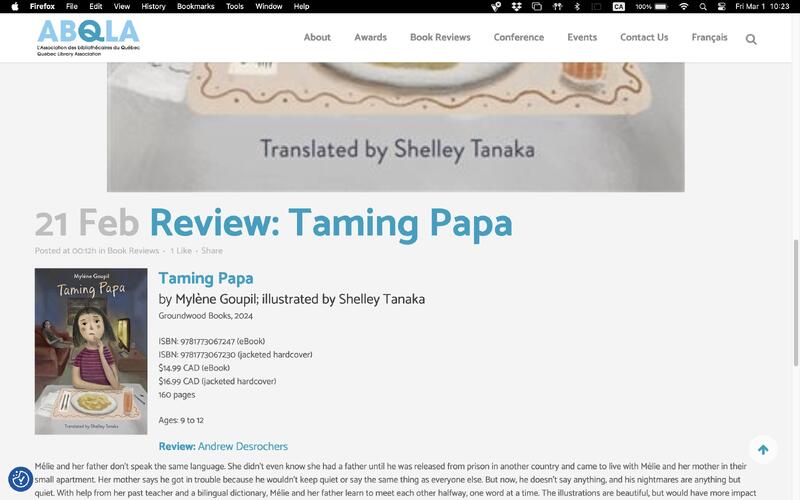 Firefox File Edit View History Bookmarks Tools Window Help CA 100% Fri Mar 1 10:23
ABQLA
L'Association des bibliothécaires du Québec
Quebec Library Association
About Awards Book Reviews Conference Events Contact Us Français
Translated by Shelley Tanaka
21 Feb Review: Taming Papa
Posted at 00:12h in Book Reviews • 1 Like • Share
Mylène Goupil
Taming Papa
Translated by Shelley Tanaka
Taming Papa
by Mylène Goupil; illustrated by Shelley Tanaka
Groundwood Books, 2024
ISBN: 9781773067247 (eBook)
ISBN: 9781773067230 (jacketed hardcover)
$14.99 CAD (eBook)
$16.99 CAD (jacketed hardcover)
160 pages
Ages: 9 to 12
Review: Andrew Desrochers
Mélie and her father don't speak the same language. She didn't even know she had a father until he was released from prison in another country and came to live with Mélie and her mother in their
small apartment. Her mother says he got in trouble because he wouldn't keep quiet or say the same thing as everyone else. But now, he doesn't say anything, and his nightmares are anything but
quiet. With help from her past teacher and a bilingual dictionary, Mélie and her father learn to meet each other halfway, one word at a time. The illustrations are beautiful, but would have more impact